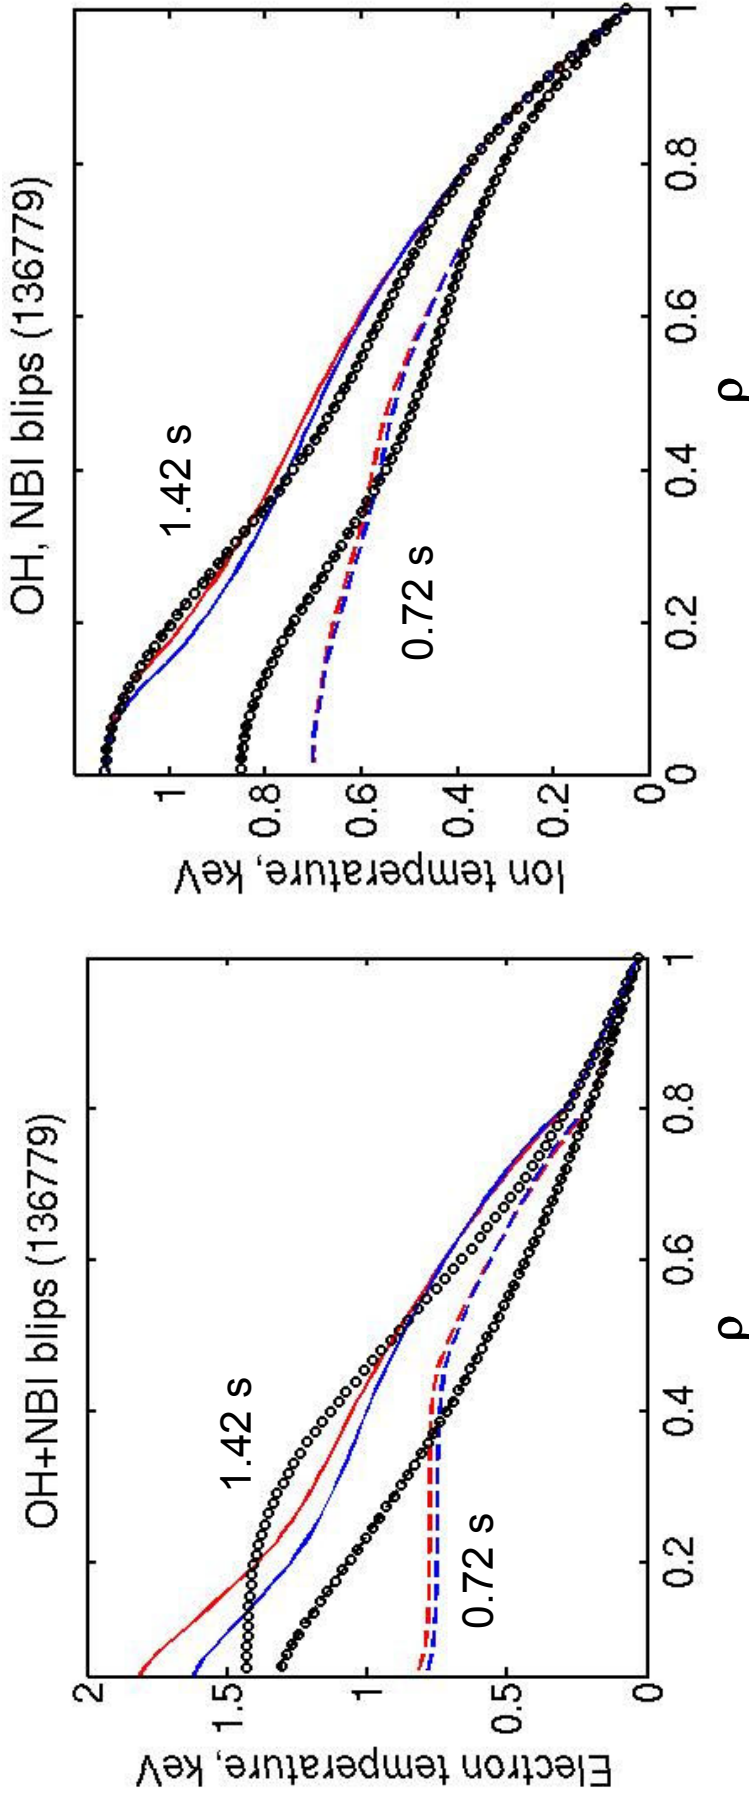 OH+NBI blips (136779)
Electron temperature, keV
2
1.5
1
0.5
0
1.42 s
0.72 s
0.2
0.4
0.6
0.8
1
ρ
OH, NBI blips (136779)
Ion temperature, keV
1
0.8
0.6
0.4
0.2
0
1.42 s
0.72 s
0
0.2
0.4
0.6
0.8
1
ρ